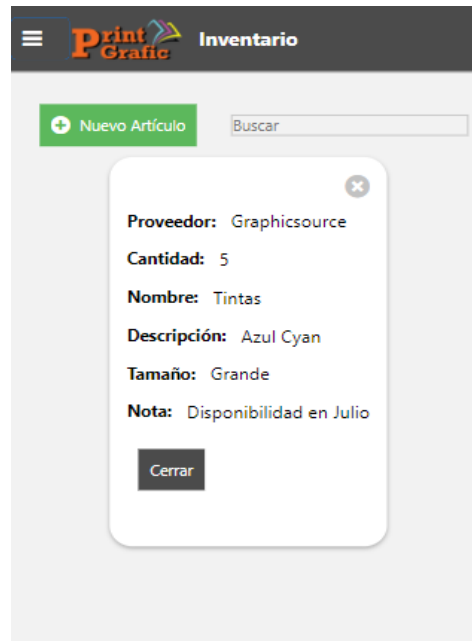 Print Grafic Inventario
Nuevo Artículo Buscar
Proveedor: Graphicsource
Cantidad: 5
Nombre: Tintas
Descripción: Azul Cyan
Tamaño: Grande
Nota: Disponibilidad en Julio
Cerrar